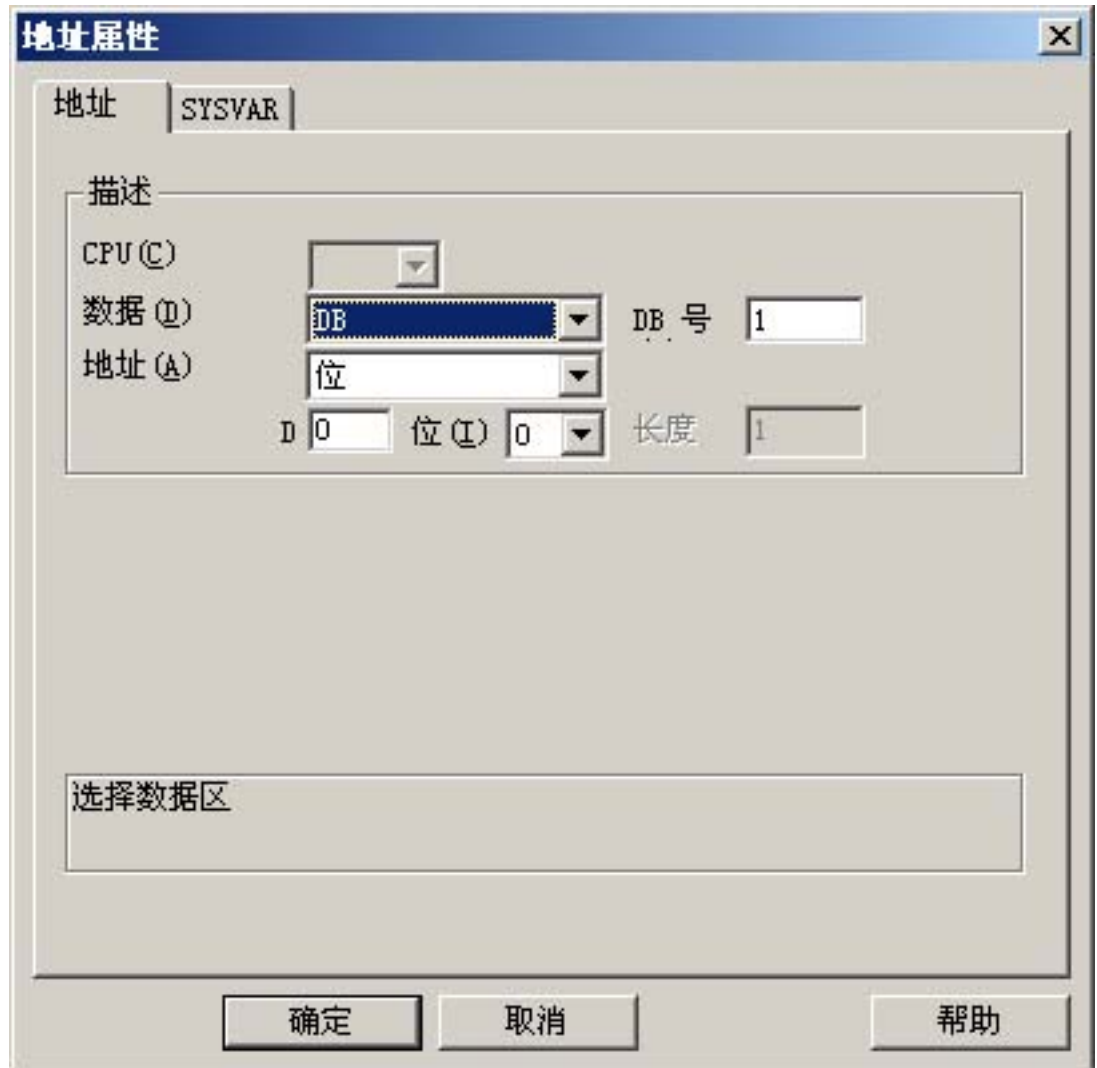 地址属性
地址 SYSVAR
描述
CPU(C)
数据(D) DB DB 号 1
地址(A) 位
D 0 位(I) 0 长度 1
选择数据区
确定 取消 帮助